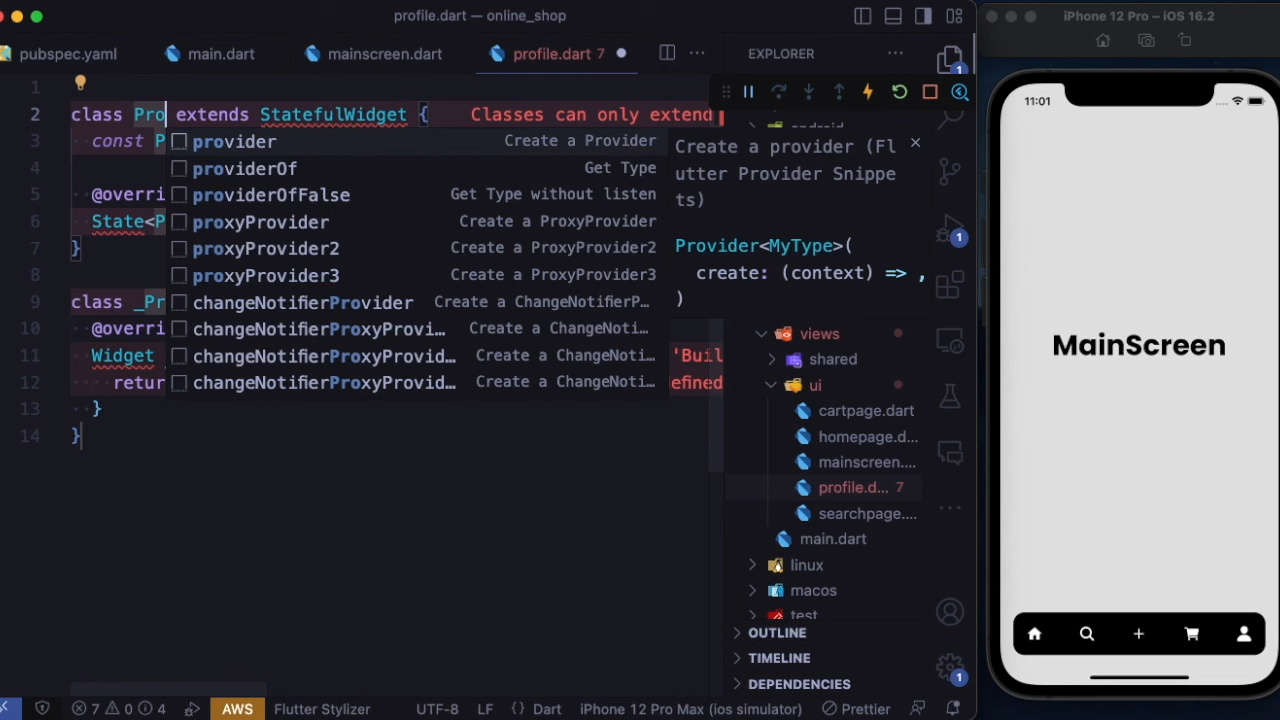 profile.dart — online_shop
iPhone 12 Pro – iOS 16.2
pubspec.yaml
main.dart
mainscreen.dart
profile.dart 7
EXPLORER
1
1
2 class Pro extends StatefulWidget { Classes can only extend
3 const P
4
5 @overri
6 State<P
7 }
8
9 class _Pr
10 @overri
11 Widget 'Buil
12 retur efined
13 }
14 }
provider Create a Provider
providerOf Get Type
providerOfFalse Get Type without listen
proxyProvider Create a ProxyProvider
proxyProvider2 Create a ProxyProvider2
proxyProvider3 Create a ProxyProvider3
changeNotifierProvider Create a ChangeNotifierP…
changeNotifierProxyProvi… Create a ChangeNoti…
changeNotifierProxyProvid… Create a ChangeNoti…
changeNotifierProxyProvid… Create a ChangeNoti…
Create a provider (Fl
utter Provider Snippe
ts)
Provider<MyType>(
create: (context) => ,
)
1
views
shared
ui
cartpage.dart
homepage.d...
mainscreen....
profile.d... 7
searchpage....
main.dart
linux
macos
test
OUTLINE
TIMELINE
DEPENDENCIES
1
7 0 4
AWS
Flutter Stylizer
UTF-8
LF
{} Dart
iPhone 12 Pro Max (ios simulator)
Prettier
11:01
MainScreen